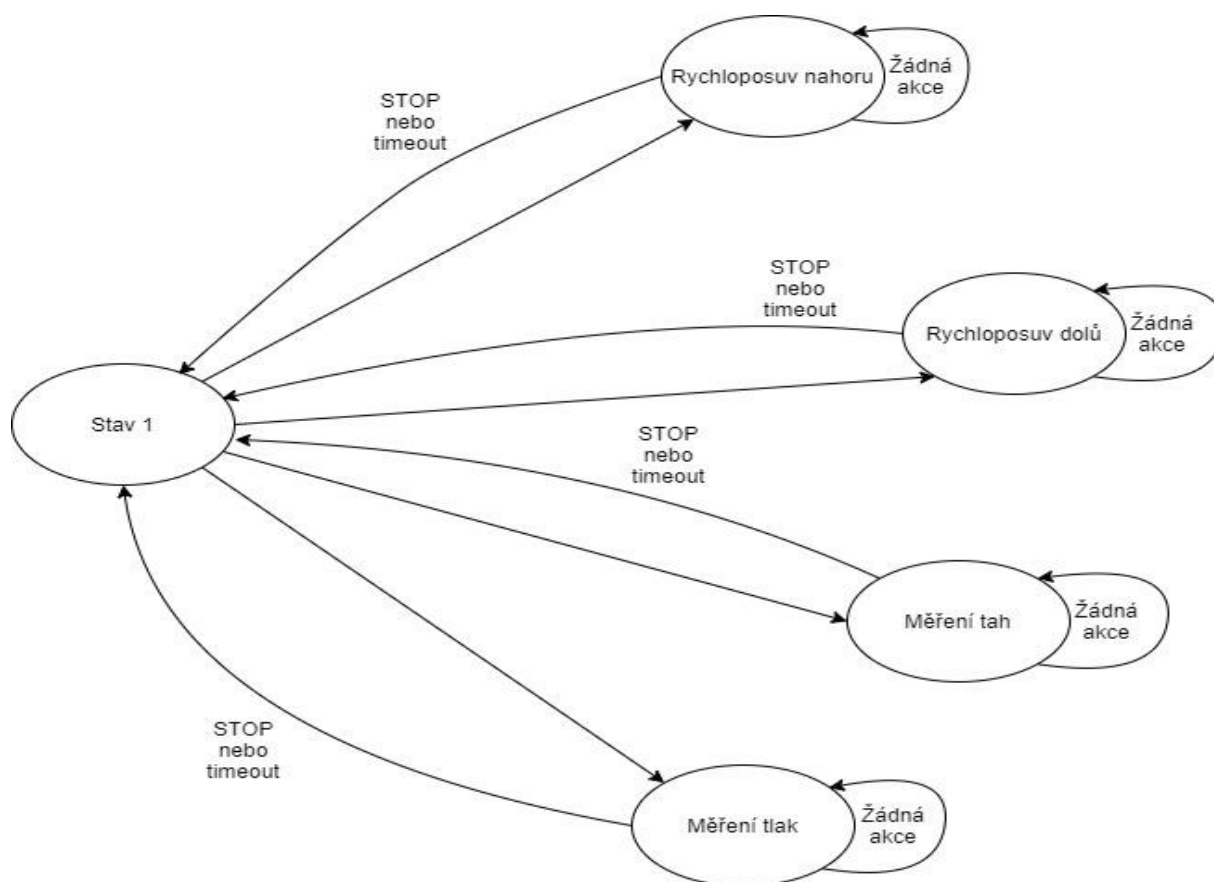 Rychloposuv nahoru
Žádná
akce
STOP
nebo
timeout
STOP
nebo
timeout
Rychloposuv dolů
Žádná
akce
Stav 1
STOP
nebo
timeout
Měření tah
Žádná
akce
STOP
nebo
timeout
Měření tlak
Žádná
akce